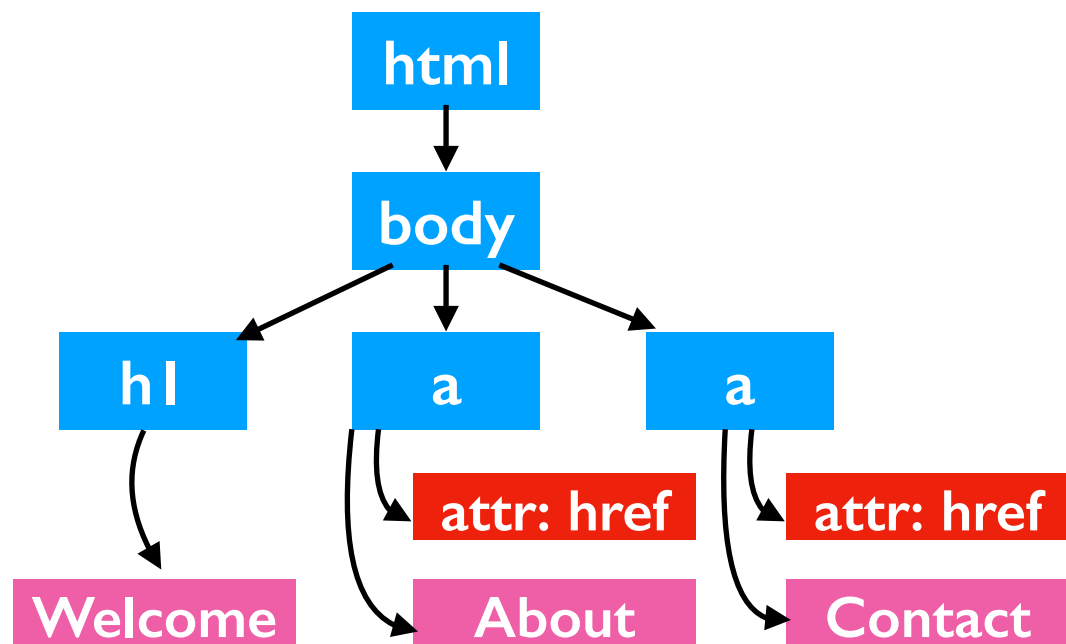 html
body
h1
a
a
attr: href
attr: href
Welcome
About
Contact